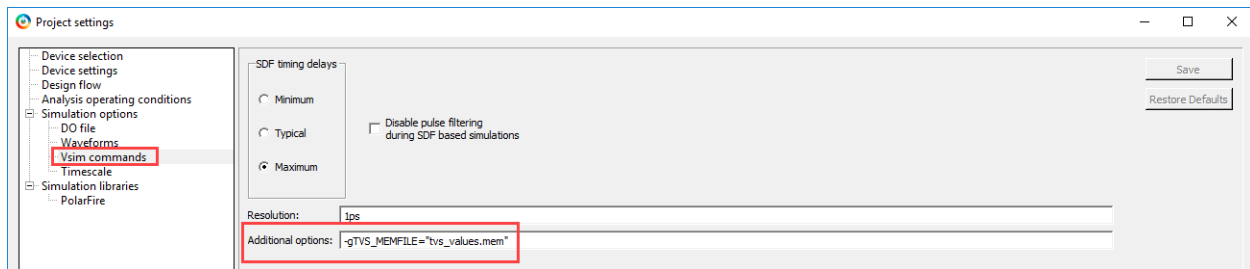 Project settings
Device selection
Device settings
Design flow
Analysis operating conditions
Simulation options
DO file
Waveforms
Vsim commands
Timescale
Simulation libraries
PolarFire
SDF timing delays
Minimum
Typical
Maximum
Disable pulse filtering
during SDF based simulations
Resolution: 1ps
Additional options: -gTVS_MEMFILE="tvs_values.mem"
Save
Restore Defaults